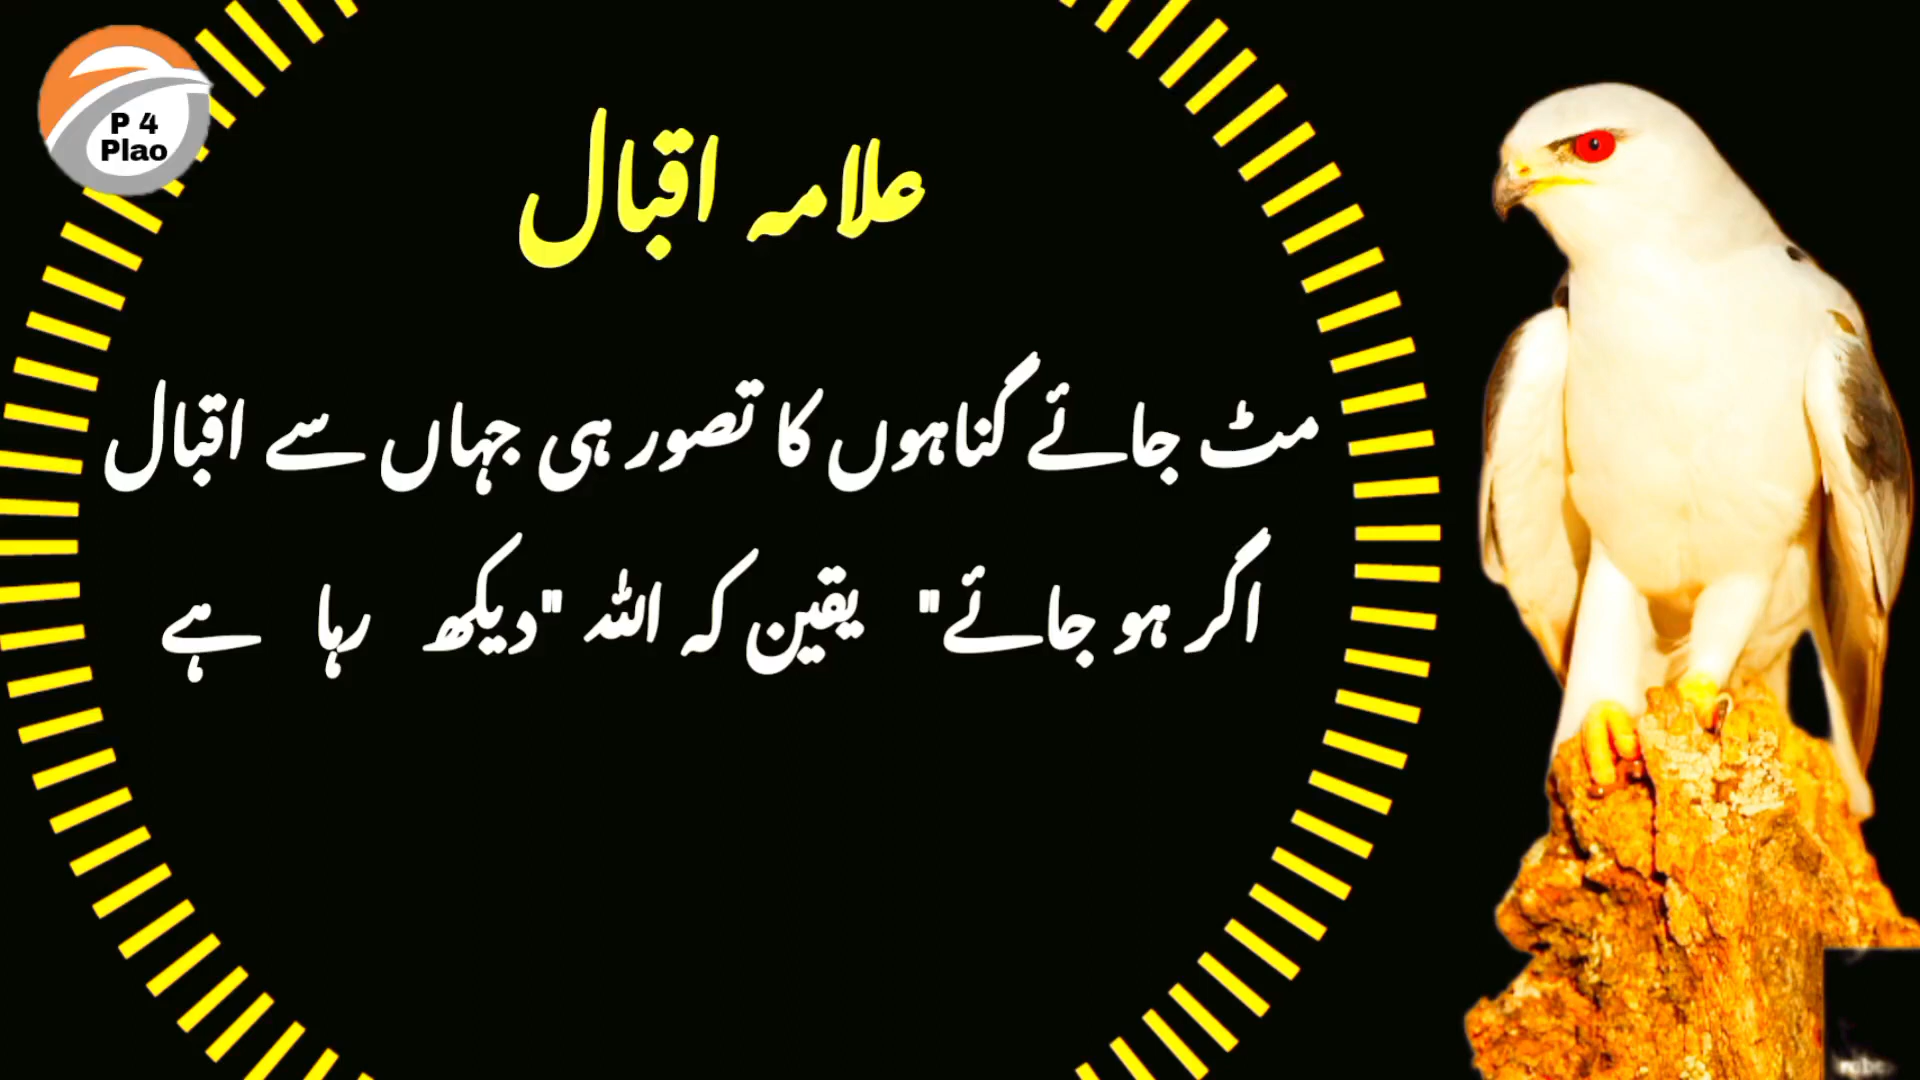 P 4
Plao
علامہ اقبال
مٹ جائے گناہوں کا تصور ہی جہاں سے اقبال
اگر ہو جائے" یقین کہ اللہ "دیکھ رہا ہے